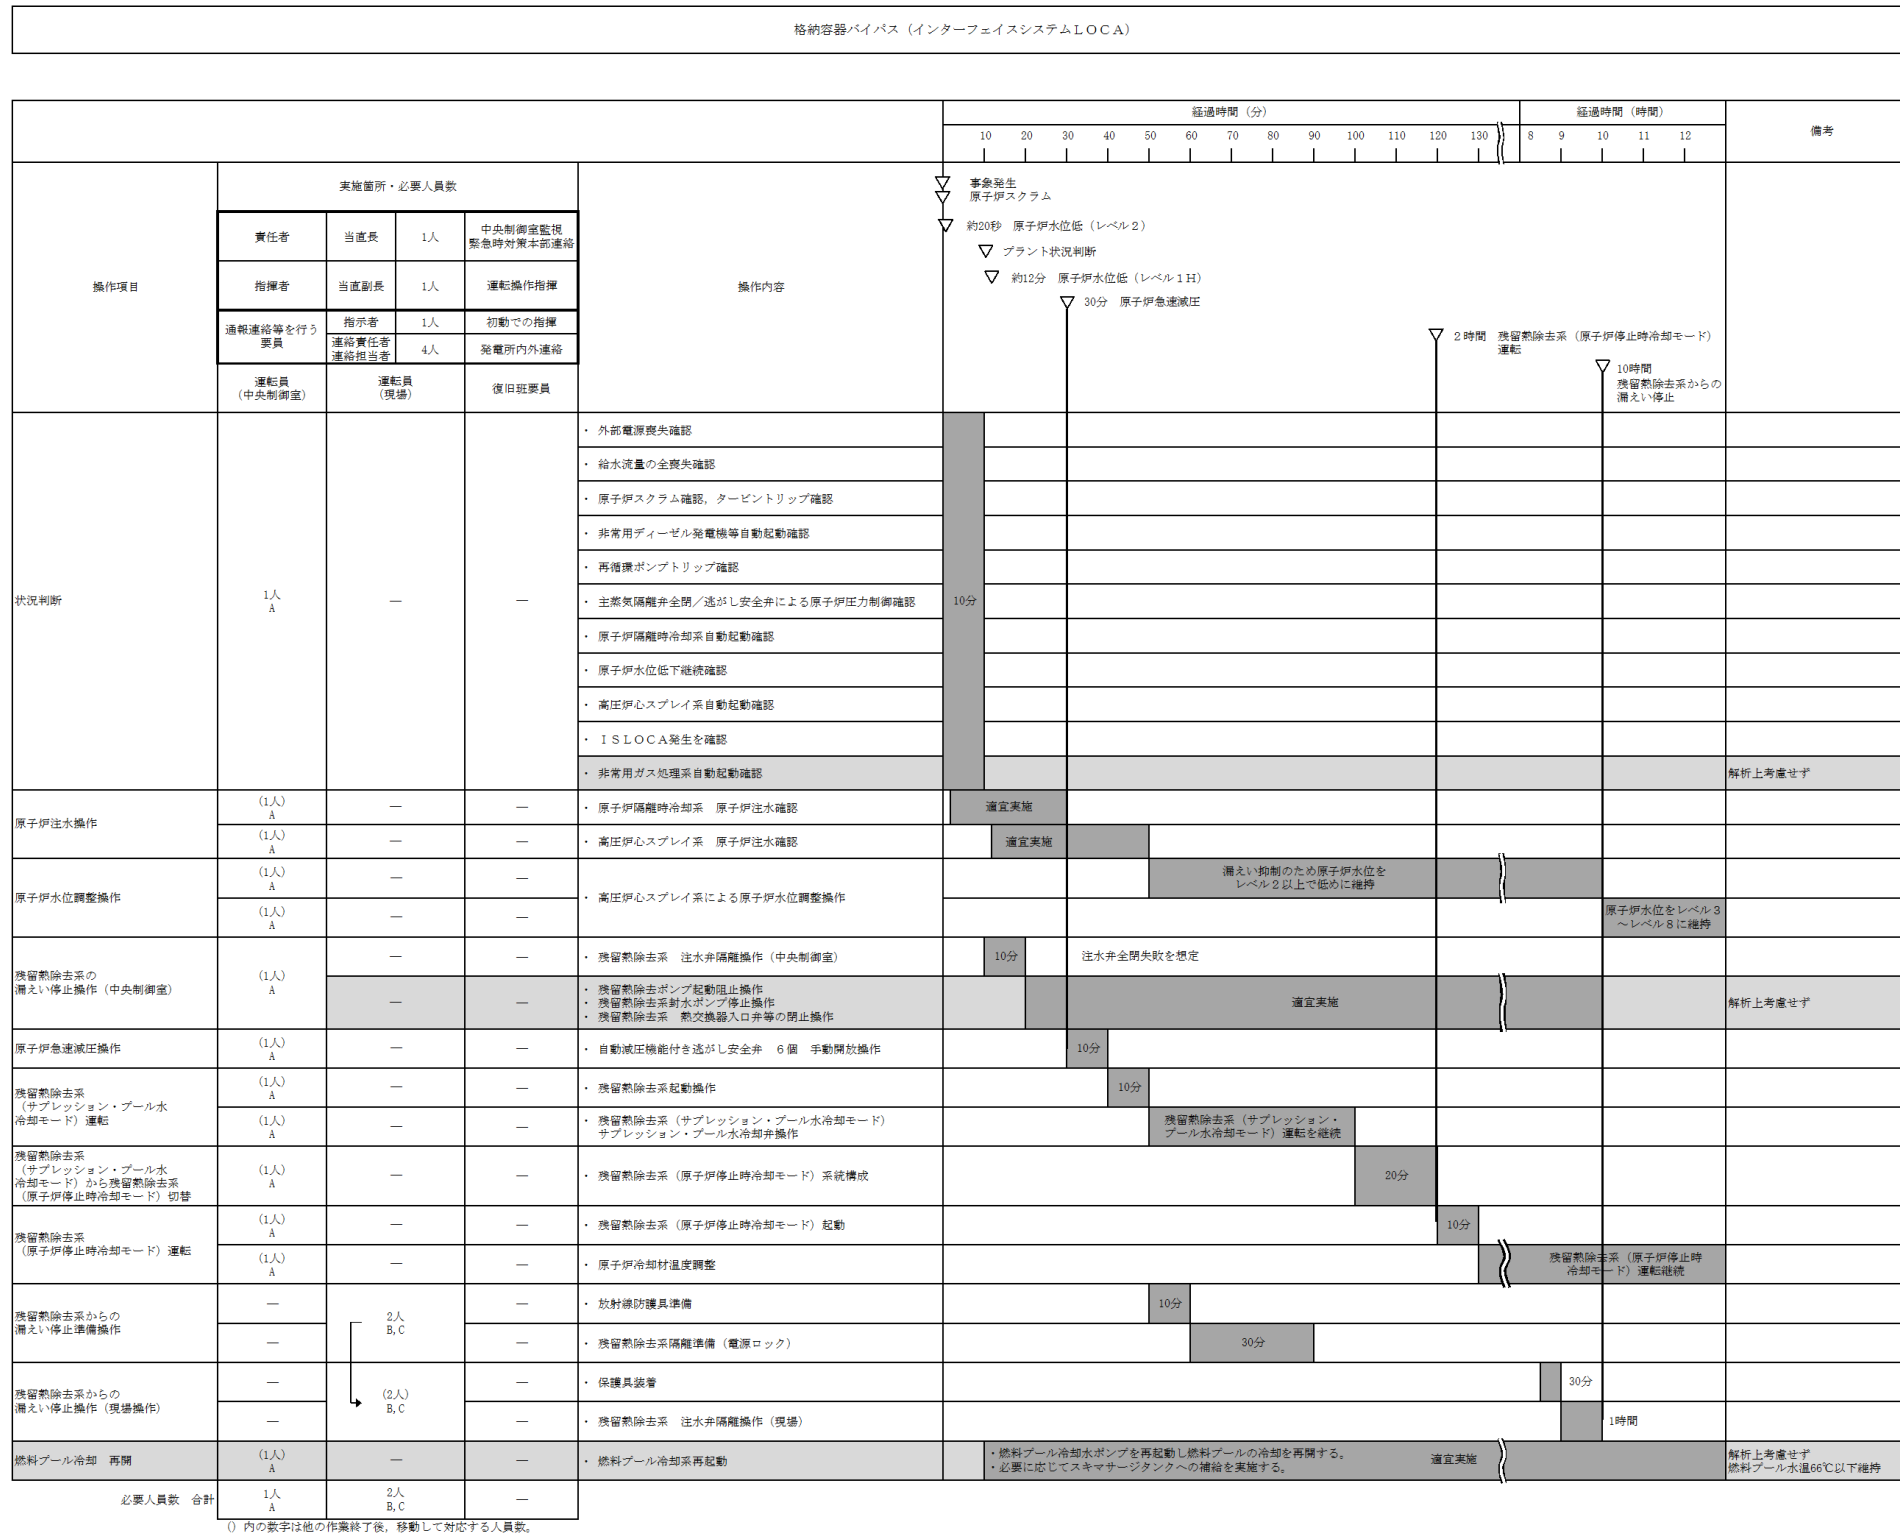 格納容器バイパス（インターフェイスシステムＬＯＣＡ）
経過時間（分）
経過時間（時間）
備考
10 20 30 40 50 60 70 80 90 100 110 120 130
8 9 10 11 12
操作項目
実施箇所・必要人員数
操作内容
責任者 当直長 1人
中央制御室監視
緊急時対策本部連絡
指揮者 当直副長 1人 運転操作指揮
通報連絡等を行う
要員
指示者 1人 初動での指揮
連絡責任者
連絡担当者
4人 発電所内外連絡
運転員
（中央制御室）
運転員
（現場）
復旧班要員
事象発生
原子炉スクラム
約20秒　原子炉水位低（レベル２）
プラント状況判断
約12分　原子炉水位低（レベル１Ｈ）
30分　原子炉急速減圧
２時間　残留熱除去系（原子炉停止時冷却モード）
運転
10時間
残留熱除去系からの
漏えい停止
状況判断
1人
A
—
—
・ 外部電源喪失確認
・ 給水流量の全喪失確認
・ 原子炉スクラム確認，タービントリップ確認
・ 非常用ディーゼル発電機等自動起動確認
・ 再循環ポンプトリップ確認
・ 主蒸気隔離弁全閉／逃がし安全弁による原子炉圧力制御確認
10分
・ 原子炉隔離時冷却系自動起動確認
・ 原子炉水位低下継続確認
・ 高圧炉心スプレイ系自動起動確認
・ ＩＳＬＯＣＡ発生を確認
・ 非常用ガス処理系自動起動確認
解析上考慮せず
原子炉注水操作
（1人）
A
—
—
・ 原子炉隔離時冷却系　原子炉注水確認
適宜実施
（1人）
A
—
—
・ 高圧炉心スプレイ系　原子炉注水確認
適宜実施
原子炉水位調整操作
（1人）
A
—
—
・ 高圧炉心スプレイ系による原子炉水位調整操作
漏えい抑制のため原子炉水位を
レベル２以上で低めに維持
（1人）
A
—
—
原子炉水位をレベル３
～レベル８に維持
残留熱除去系の
漏えい停止操作（中央制御室）
（1人）
A
—
—
・ 残留熱除去系　注水弁隔離操作（中央制御室）
10分
注水弁全閉失敗を想定
—
—
・ 残留熱除去ポンプ起動阻止操作
・ 残留熱除去系封水ポンプ停止操作
・ 残留熱除去系　熱交換器入口弁等の閉止操作
適宜実施
解析上考慮せず
原子炉急速減圧操作
（1人）
A
—
—
・ 自動減圧機能付き逃がし安全弁　６個　手動開放操作
10分
残留熱除去系
（サプレッション・プール水
冷却モード）運転
（1人）
A
—
—
・ 残留熱除去系起動操作
10分
（1人）
A
—
—
・ 残留熱除去系（サプレッション・プール水冷却モード）
サプレッション・プール水冷却弁操作
残留熱除去系（サプレッション・
プール水冷却モード）運転を継続
残留熱除去系
（サプレッション・プール水
冷却モード）から残留熱除去系
（原子炉停止時冷却モード）切替
（1人）
A
—
—
・ 残留熱除去系（原子炉停止時冷却モード）系統構成
20分
残留熱除去系
（原子炉停止時冷却モード）運転
（1人）
A
—
—
・ 残留熱除去系（原子炉停止時冷却モード）起動
10分
（1人）
A
—
—
・ 原子炉冷却材温度調整
残留熱除去系（原子炉停止時
冷却モード）運転継続
残留熱除去系からの
漏えい停止準備操作
—
2人
B,C
—
・ 放射線防護具準備
10分
—
—
・ 残留熱除去系隔離準備（電源ロック）
30分
残留熱除去系からの
漏えい停止操作（現場操作）
—
（2人）
B,C
—
・ 保護具装着
30分
—
—
・ 残留熱除去系　注水弁隔離操作（現場）
1時間
燃料プール冷却　再開
（1人）
A
—
—
・ 燃料プール冷却系再起動
・燃料プール冷却水ポンプを再起動し燃料プールの冷却を再開する。
・必要に応じてスキマサージタンクへの補給を実施する。
適宜実施
解析上考慮せず
燃料プール水温66℃以下維持
必要人員数　合計
1人
A
2人
B,C
—
（）内の数字は他の作業終了後，移動して対応する人員数。